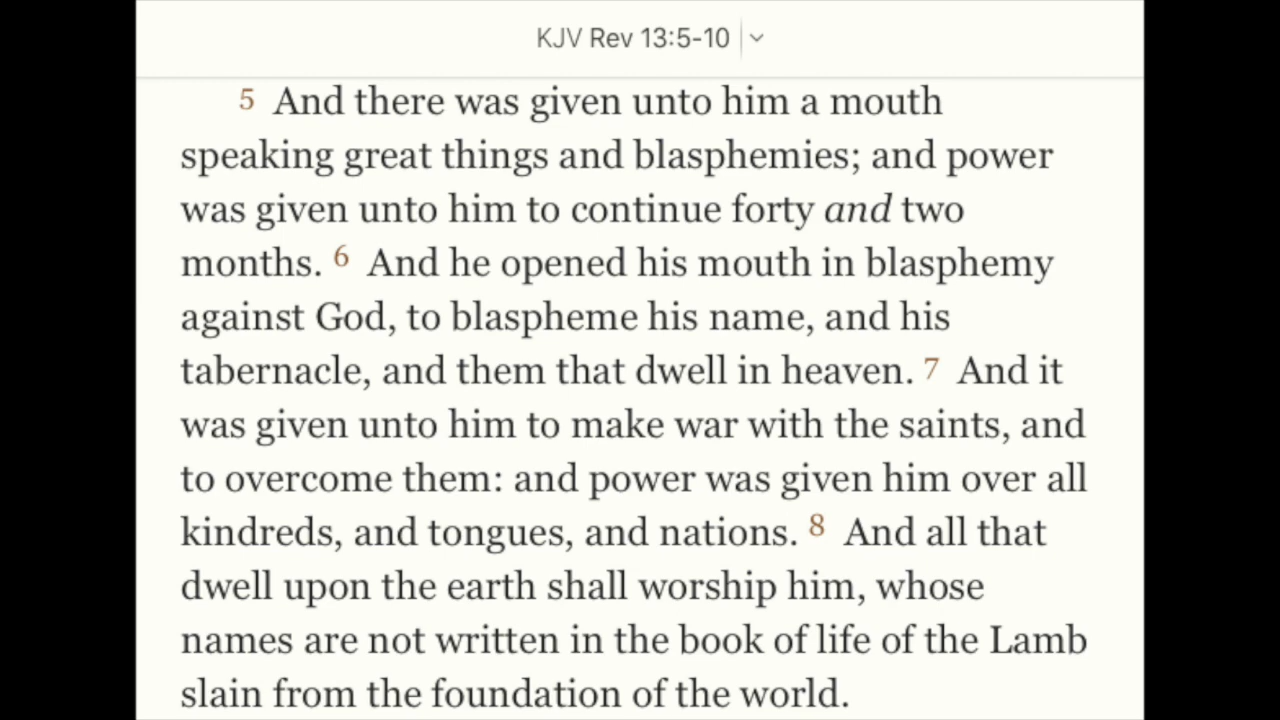 KJV Rev 13:5-10
5 And there was given unto him a mouth
speaking great things and blasphemies; and power
was given unto him to continue forty and two
months. 6 And he opened his mouth in blasphemy
against God, to blaspheme his name, and his
tabernacle, and them that dwell in heaven. 7 And it
was given unto him to make war with the saints, and
to overcome them: and power was given him over all
kindreds, and tongues, and nations. 8 And all that
dwell upon the earth shall worship him, whose
names are not written in the book of life of the Lamb
slain from the foundation of the world.